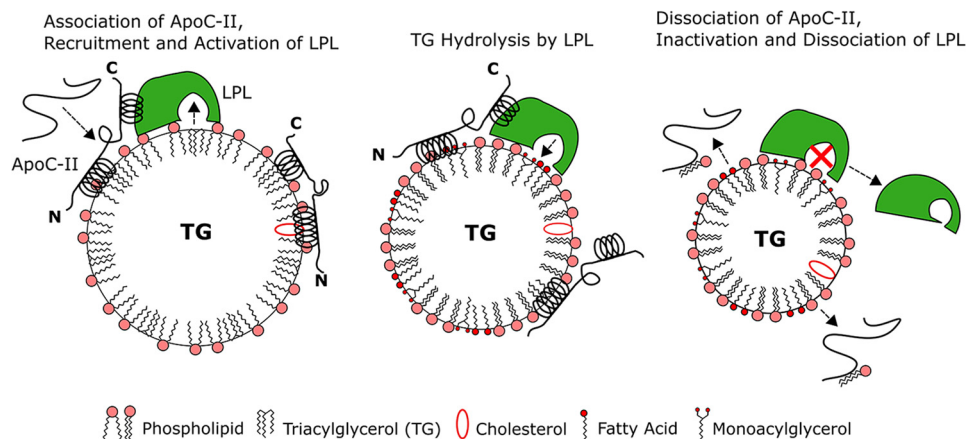 Association of ApoC-II,
Recruitment and Activation of LPL
TG Hydrolysis by LPL
Dissociation of ApoC-II,
Inactivation and Dissociation of LPL
C
LPL
ApoC-II
N
C
N
TG
C
N
TG
TG
Phospholipid
Triacylglycerol (TG)
Cholesterol
Fatty Acid
Monoacylglycerol